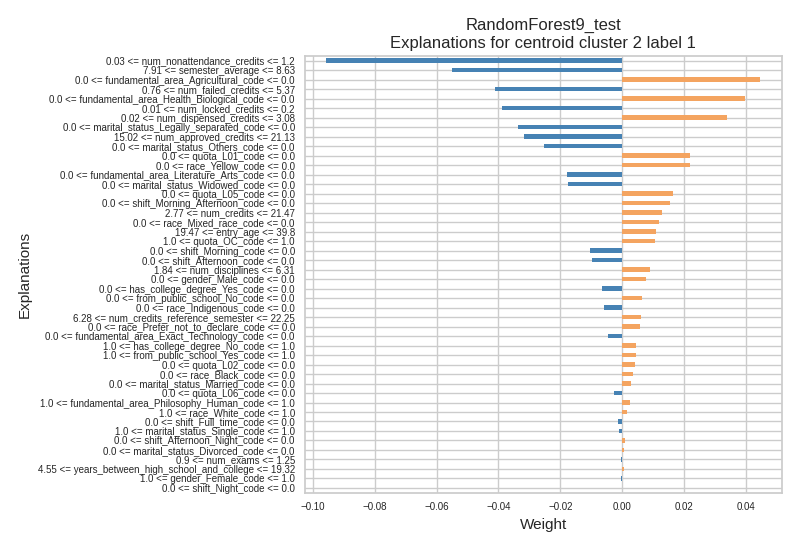 RandomForest9_test
Explanations for centroid cluster 2 label 1
0.03 <= num_nonattendance_credits <= 1.2
7.91 <= semester_average <= 8.63
0.0 <= fundamental_area_Agricultural_code <= 0.0
0.76 <= num_failed_credits <= 5.37
0.0 <= fundamental_area_Health_Biological_code <= 0.0
0.01 <= num_locked_credits <= 0.2
0.02 <= num_dispensed_credits <= 3.08
0.0 <= marital_status_Legally_separated_code <= 0.0
15.02 <= num_approved_credits <= 21.13
0.0 <= marital_status_Others_code <= 0.0
0.0 <= quota_L01_code <= 0.0
0.0 <= race_Yellow_code <= 0.0
0.0 <= fundamental_area_Literature_Arts_code <= 0.0
0.0 <= marital_status_Widowed_code <= 0.0
0.0 <= quota_L05_code <= 0.0
0.0 <= shift_Morning_Afternoon_code <= 0.0
2.77 <= num_credits <= 21.47
0.0 <= race_Mixed_race_code <= 0.0
19.47 <= entry_age <= 39.8
1.0 <= quota_OC_code <= 1.0
0.0 <= shift_Morning_code <= 0.0
0.0 <= shift_Afternoon_code <= 0.0
1.84 <= num_disciplines <= 6.31
0.0 <= gender_Male_code <= 0.0
0.0 <= has_college_degree_Yes_code <= 0.0
0.0 <= from_public_school_No_code <= 0.0
0.0 <= race_Indigenous_code <= 0.0
6.28 <= num_credits_reference_semester <= 22.25
0.0 <= race_Prefer_not_to_declare_code <= 0.0
0.0 <= fundamental_area_Exact_Technology_code <= 0.0
1.0 <= has_college_degree_No_code <= 1.0
1.0 <= from_public_school_Yes_code <= 1.0
0.0 <= quota_L02_code <= 0.0
0.0 <= race_Black_code <= 0.0
0.0 <= marital_status_Married_code <= 0.0
0.0 <= quota_L06_code <= 0.0
1.0 <= fundamental_area_Philosophy_Human_code <= 1.0
1.0 <= race_White_code <= 1.0
0.0 <= shift_Full_time_code <= 0.0
1.0 <= marital_status_Single_code <= 1.0
0.0 <= shift_Afternoon_Night_code <= 0.0
0.0 <= marital_status_Divorced_code <= 0.0
0.9 <= num_exams <= 1.25
4.55 <= years_between_high_school_and_college <= 19.32
1.0 <= gender_Female_code <= 1.0
0.0 <= shift_Night_code <= 0.0
Explanations
−0.10 −0.08 −0.06 −0.04 −0.02 0.00 0.02 0.04
Weight